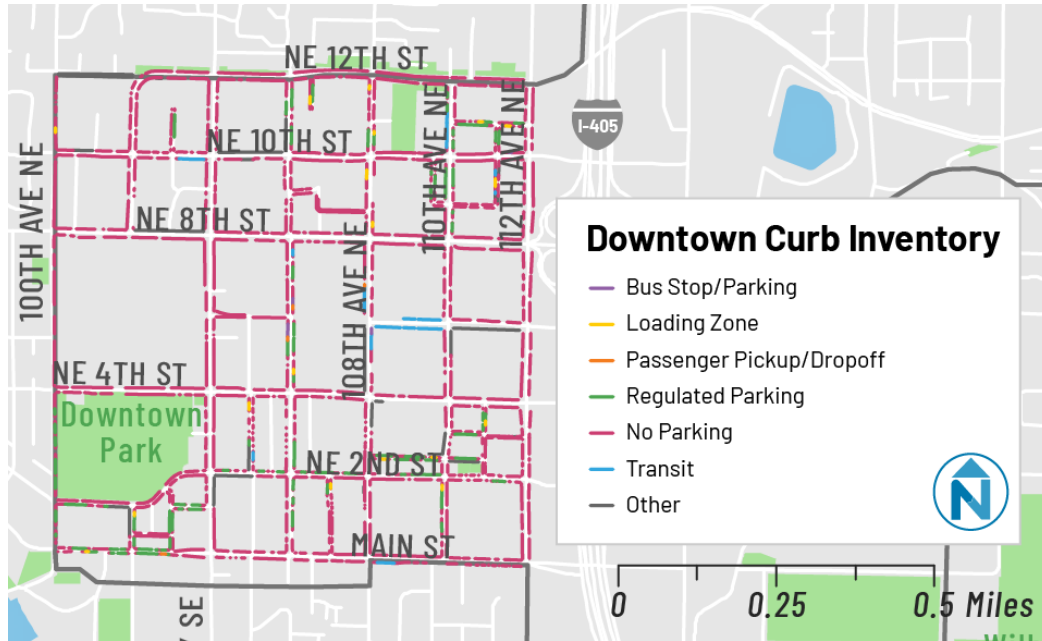 NE 12TH ST
I-405
NE 10TH ST
100TH AVE NE
110TH AVE NE
112TH AVE NE
NE 8TH ST
108TH AVE NE
NE 4TH ST
Downtown
Park
NE 2ND ST
MAIN ST
SE
Downtown Curb Inventory
Bus Stop/Parking
Loading Zone
Passenger Pickup/Dropoff
Regulated Parking
No Parking
Transit
Other
N
0 0.25 0.5 Miles